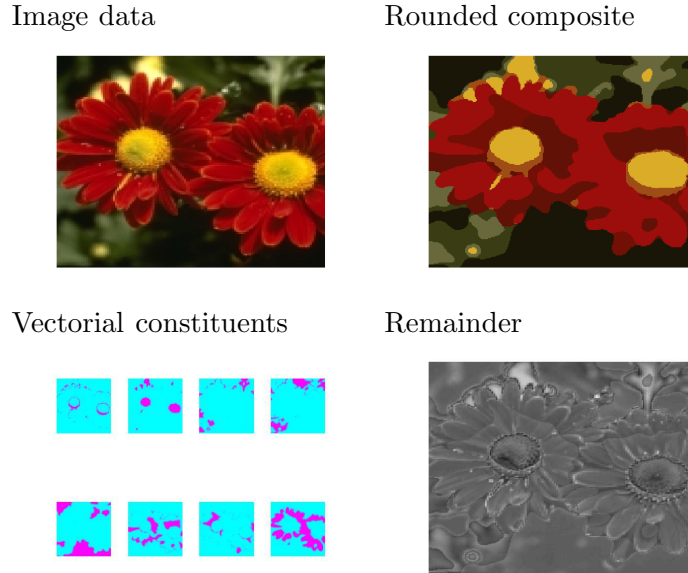 Image data
Rounded composite
Vectorial constituents
Remainder